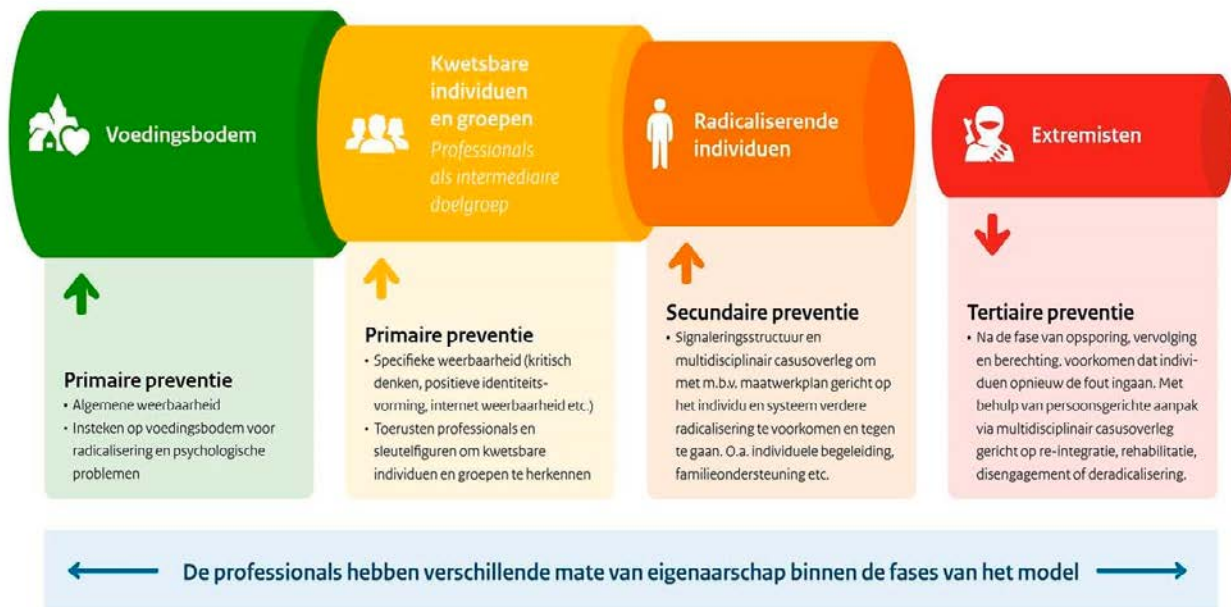 Voedingsbodem
Kwetsbare
individuen
en groepen
Professionals
als intermediaire
doelgroep
Radicaliserende
individuen
Extremisten
Primaire preventie
• Algemene weerbaarheid
• Insteken op voedingsbodem voor
radicalisering en psychologische
problemen
Primaire preventie
• Specifieke weerbaarheid (kritisch
denken, positieve identiteits-
vorming, internet weerbaarheid etc.)
• Toerusten professionals en
sleutelfiguren om kwetsbare
individuen en groepen te herkennen
Secundaire preventie
• Signaleringsstructuur en
multidisciplinair casusoverleg om
met m.b.v. maatwerkplan gericht op
het individu en systeem verdere
radicalisering te voorkomen en tegen
te gaan. O.a. individuele begeleiding,
familieondersteuning etc.
Tertiaire preventie
• Na de fase van opsporing, vervolging
en berechting, voorkomen dat indivi-
duen opnieuw de fout ingaan. Met
behulp van persoonsgerichte aanpak
via multidisciplinair casusoverleg
gericht op re-integratie, rehabilitatie,
disengagement of deradicalisering.
De professionals hebben verschillende mate van eigenaarschap binnen de fases van het model